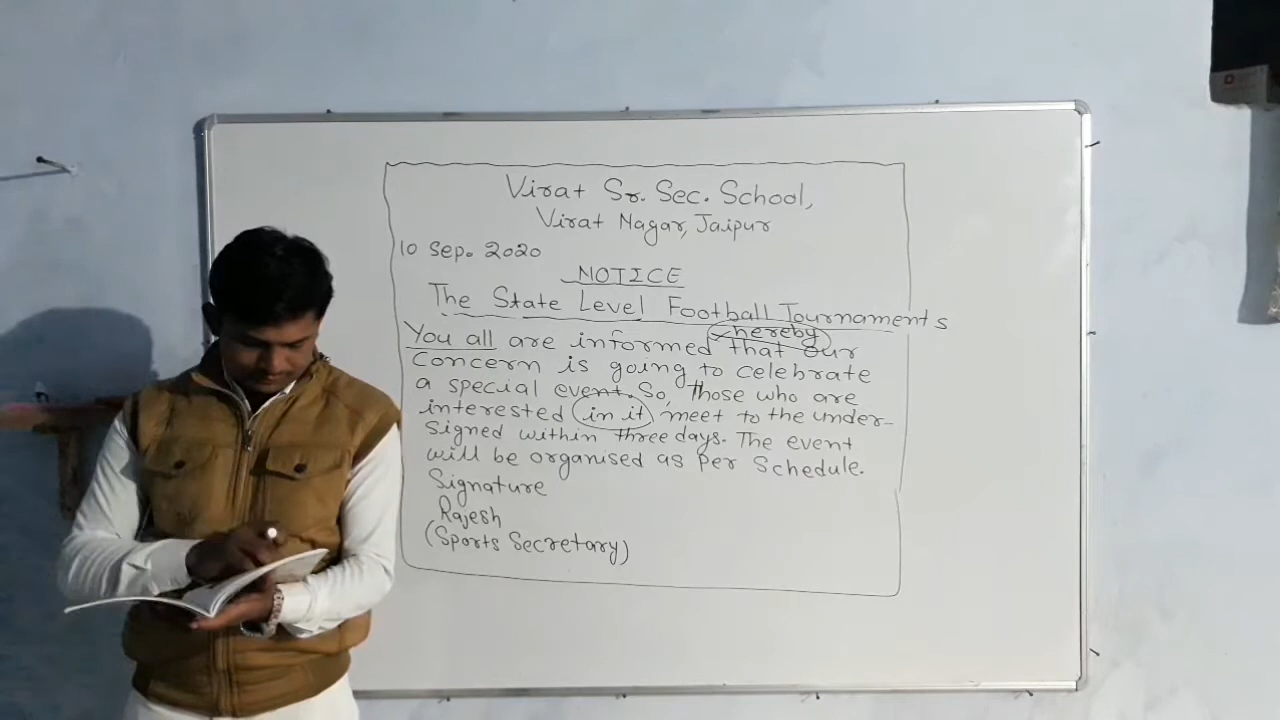 Virat Sr. Sec. School,
Virat Nagar, Jaipur
10 Sep. 2020
NOTICE
The State Level Football Tournaments
hereby
You all are informed that our
Concern is going to celebrate
a special event. So, those who are
interested in it meet to the under-
signed within three days. The event
will be organised as per schedule.
Signature
Rajesh
(Sports Secretary)